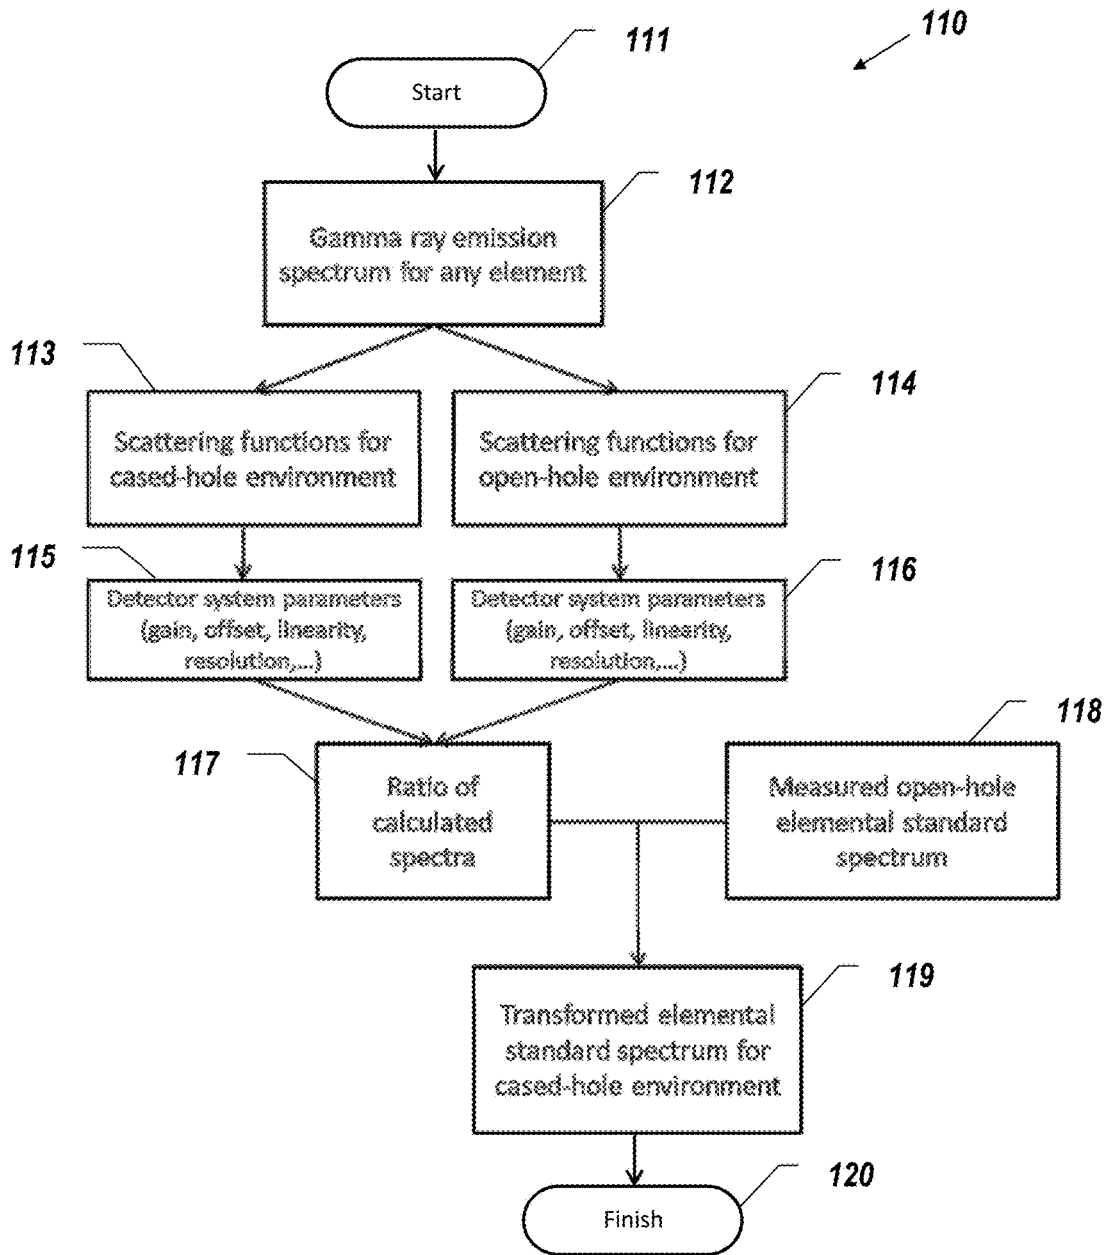 110
111
Start
112
Gamma ray emission
spectrum for any element
113
114
Scattering functions for
cased-hole environment
Scattering functions for
open-hole environment
115
116
Detector system parameters
(gain, offset, linearity,
resolution,...)
Detector system parameters
(gain, offset, linearity,
resolution,...)
117
118
Ratio of
calculated
spectra
Measured open-hole
elemental standard
spectrum
119
Transformed elemental
standard spectrum for
cased-hole environment
120
Finish